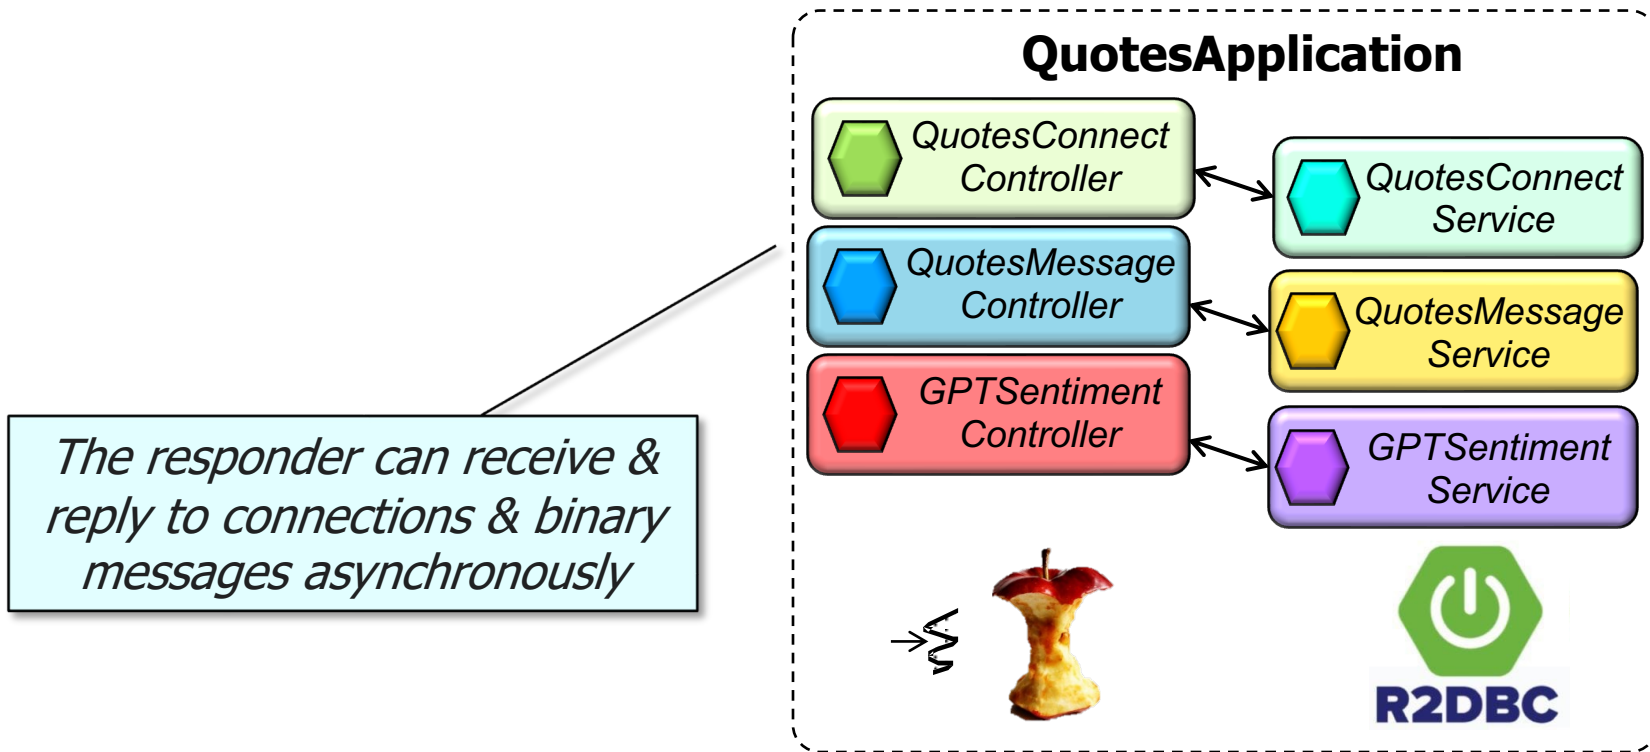 QuotesApplication
QuotesConnect
Controller
QuotesConnect
Service
QuotesMessage
Controller
QuotesMessage
Service
GPTSentiment
Controller
GPTSentiment
Service
The responder can receive &
reply to connections & binary
messages asynchronously
R2DBC